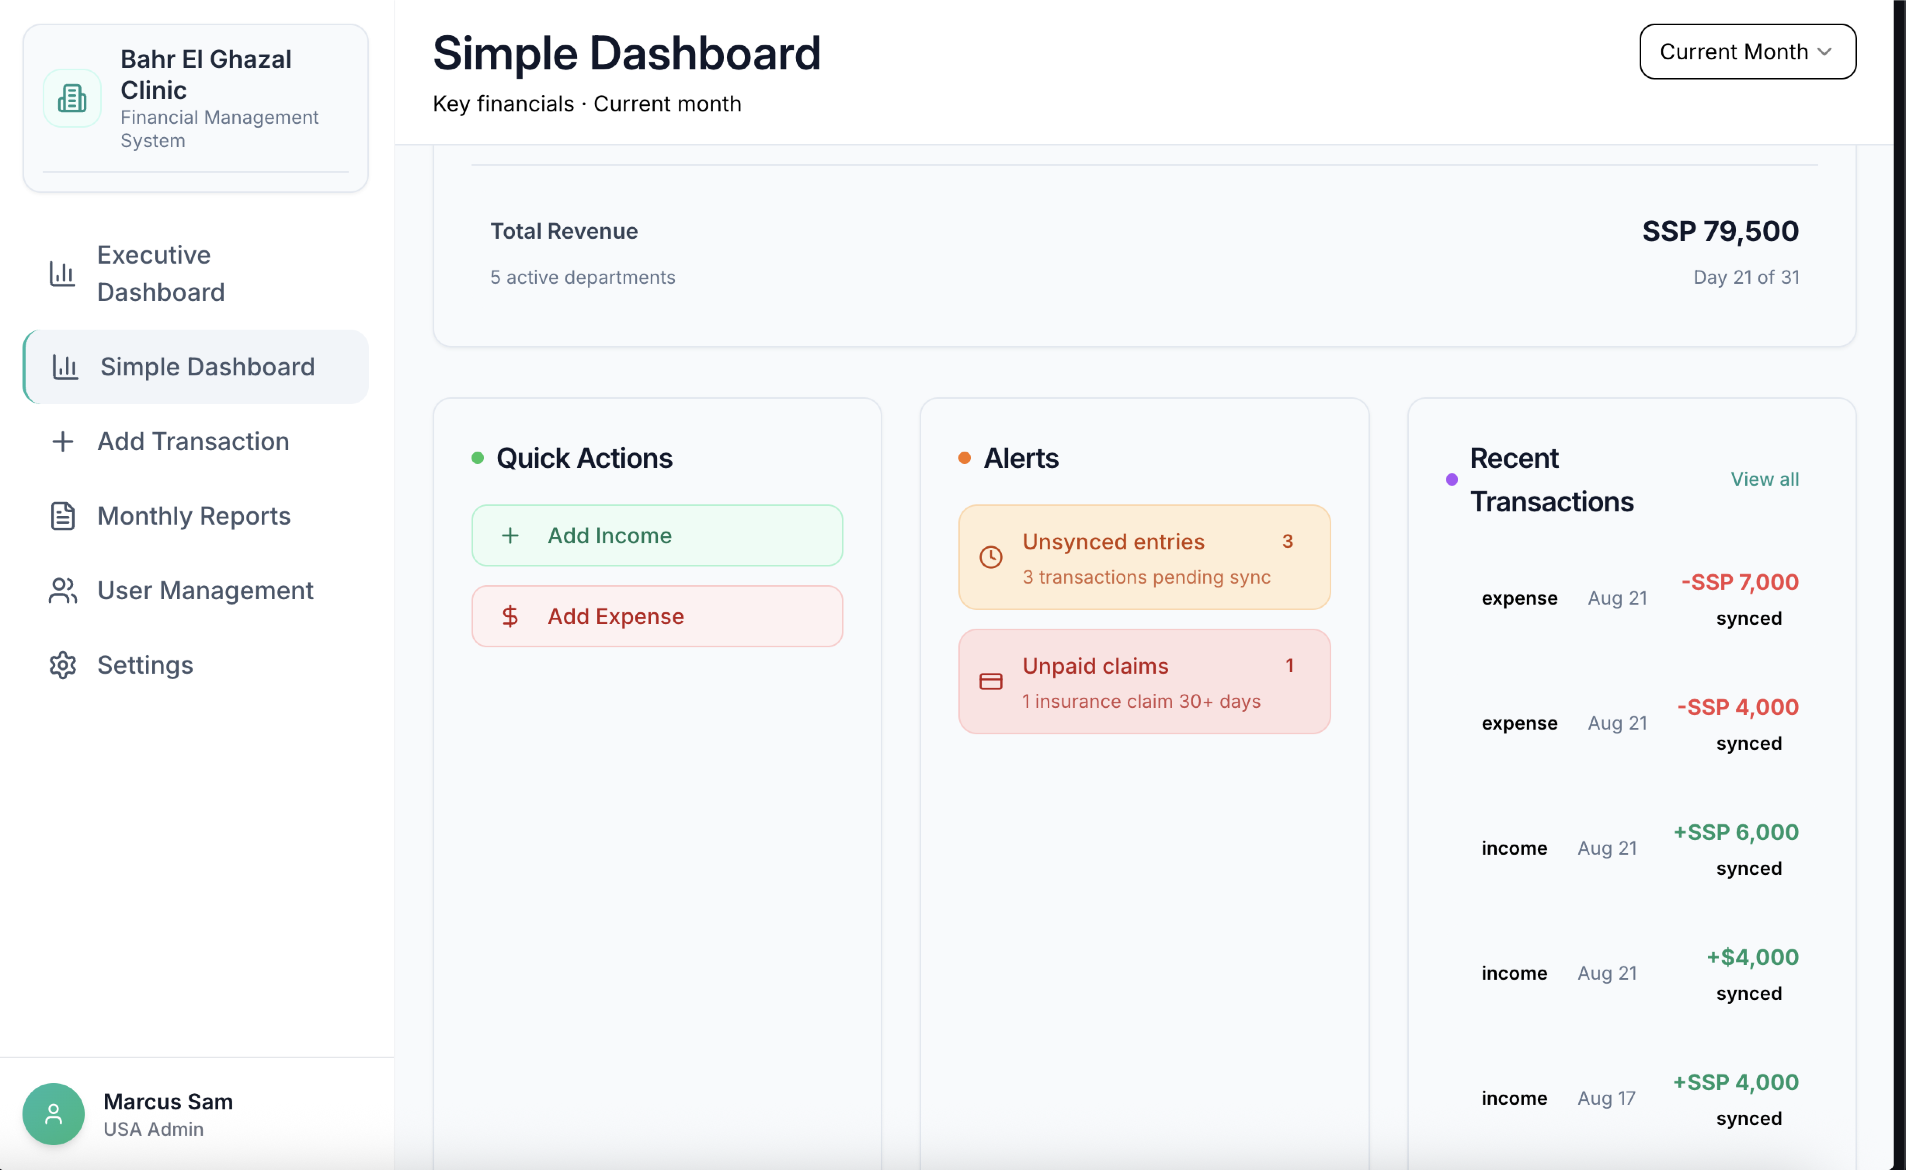 Bahr El Ghazal
Clinic
Financial Management
System
Executive
Dashboard
Simple Dashboard
Add Transaction
Monthly Reports
User Management
Settings
Marcus Sam
USA Admin
Simple Dashboard
Key financials · Current month
Current Month
Total Revenue
SSP 79,500
5 active departments
Day 21 of 31
Quick Actions
Add Income
Add Expense
Alerts
Unsynced entries 3
3 transactions pending sync
Unpaid claims 1
1 insurance claim 30+ days
Recent
Transactions
View all
expense Aug 21 -SSP 7,000
synced
expense Aug 21 -SSP 4,000
synced
income Aug 21 +SSP 6,000
synced
income Aug 21 +$4,000
synced
income Aug 17 +SSP 4,000
synced